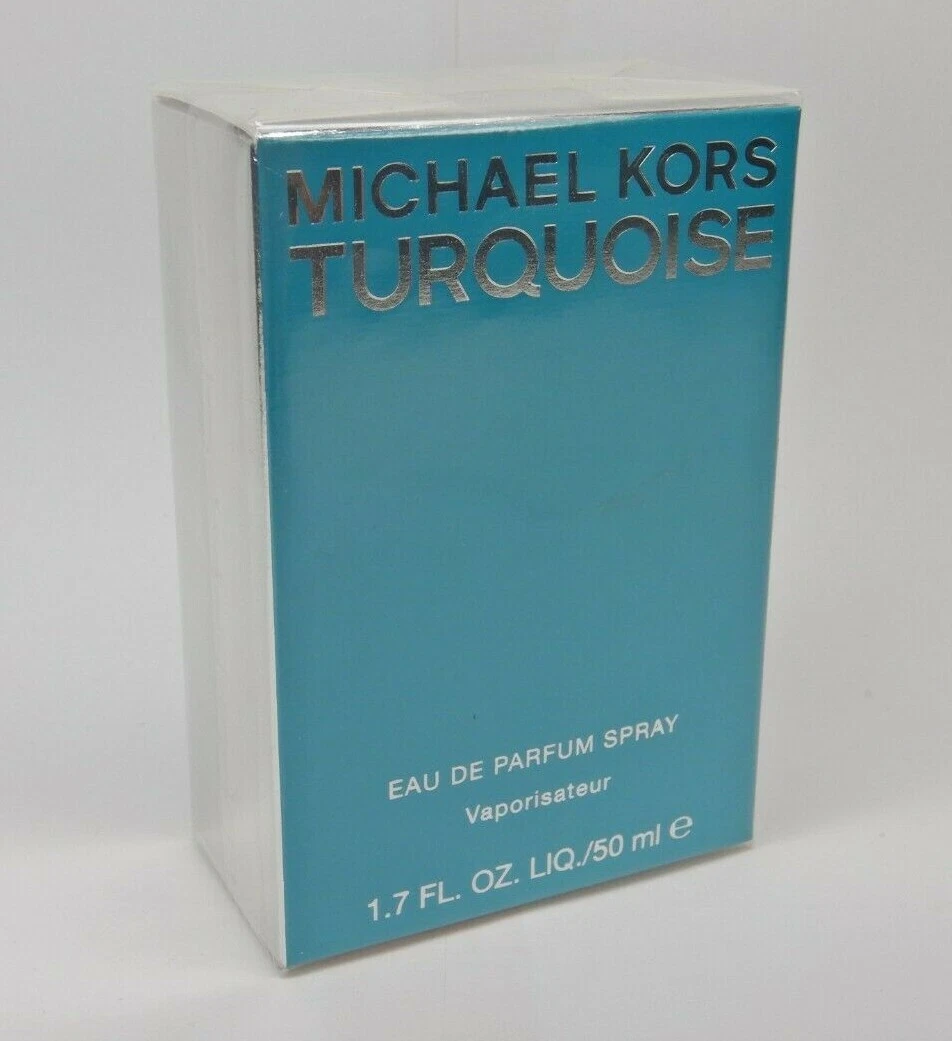 MICHAEL KORS
TURQUOISE
EAU DE PARFUM SPRAY
Vaporisateur
1.7 FL. OZ. LIQ./50 ml ℮